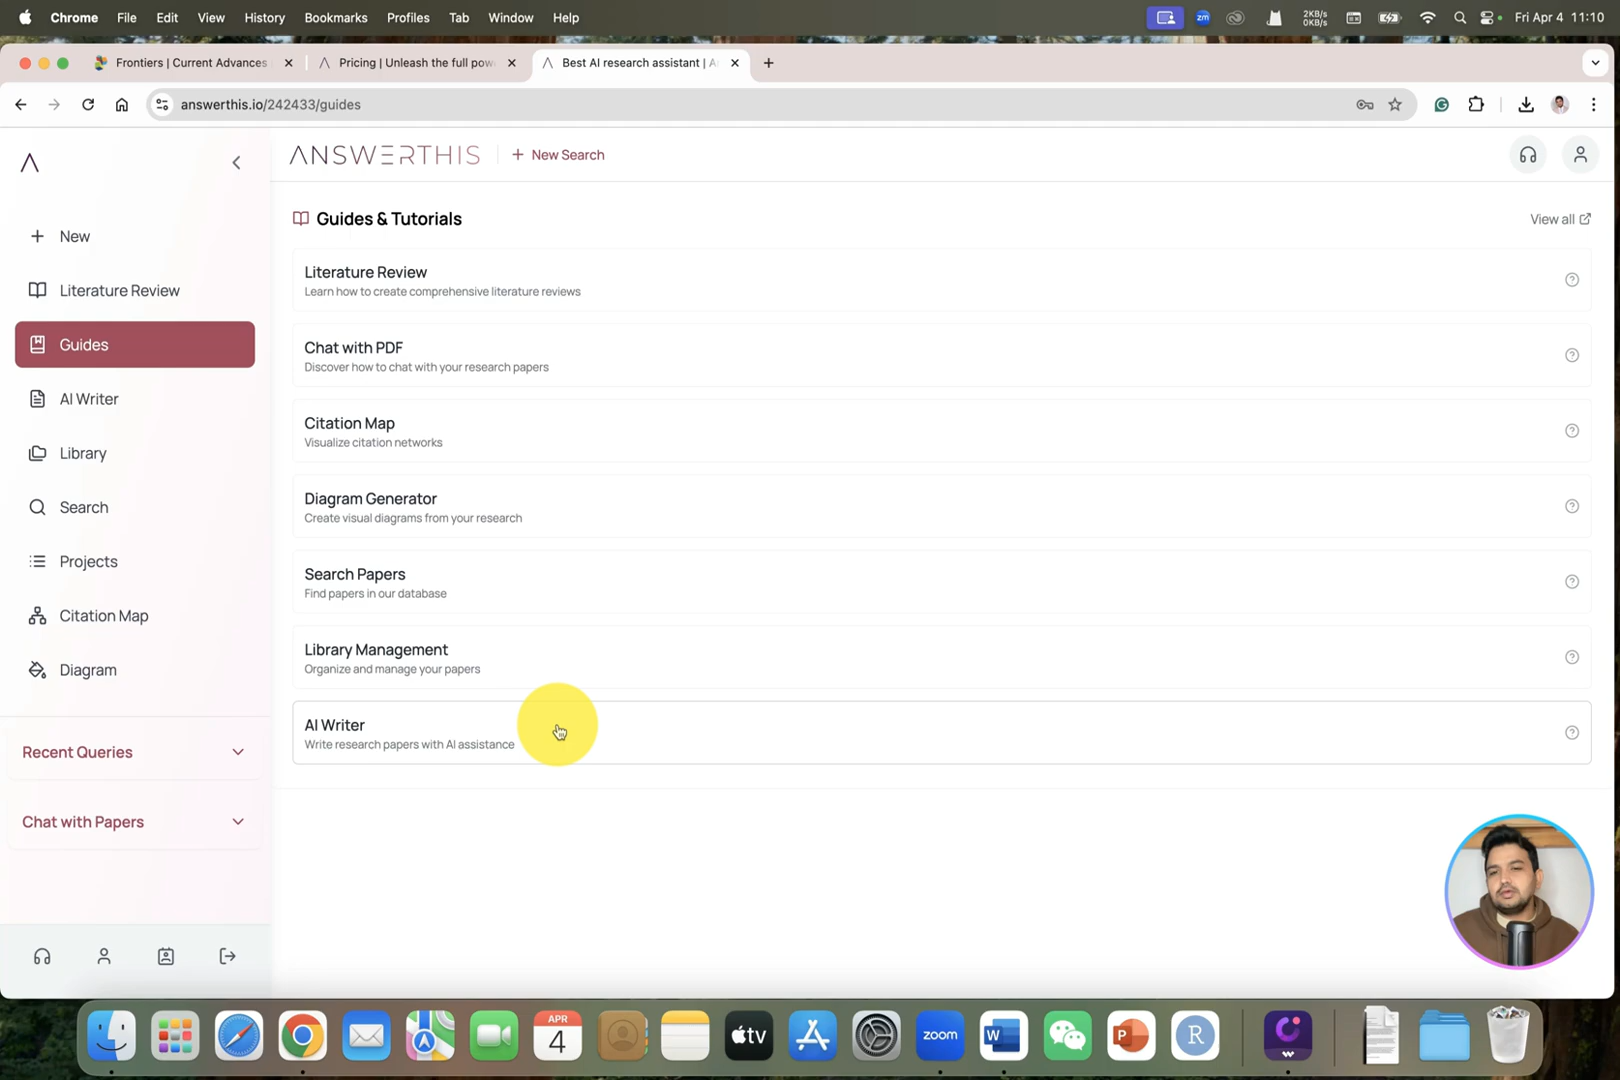 Chrome File Edit View History Bookmarks Profiles Tab Window Help
zm 2KB/s 0KB/s Fri Apr 4 11:10
Frontiers | Current Advances
Pricing | Unleash the full pow
Best AI research assistant | A
answerthis.io/242433/guides
ANSWERTHIS
New Search
New
Literature Review
Guides
AI Writer
Library
Search
Projects
Citation Map
Diagram
Recent Queries
Chat with Papers
Guides & Tutorials
View all
Literature Review
Learn how to create comprehensive literature reviews
Chat with PDF
Discover how to chat with your research papers
Citation Map
Visualize citation networks
Diagram Generator
Create visual diagrams from your research
Search Papers
Find papers in our database
Library Management
Organize and manage your papers
AI Writer
Write research papers with AI assistance
APR
4
tv
zoom
W
P
R